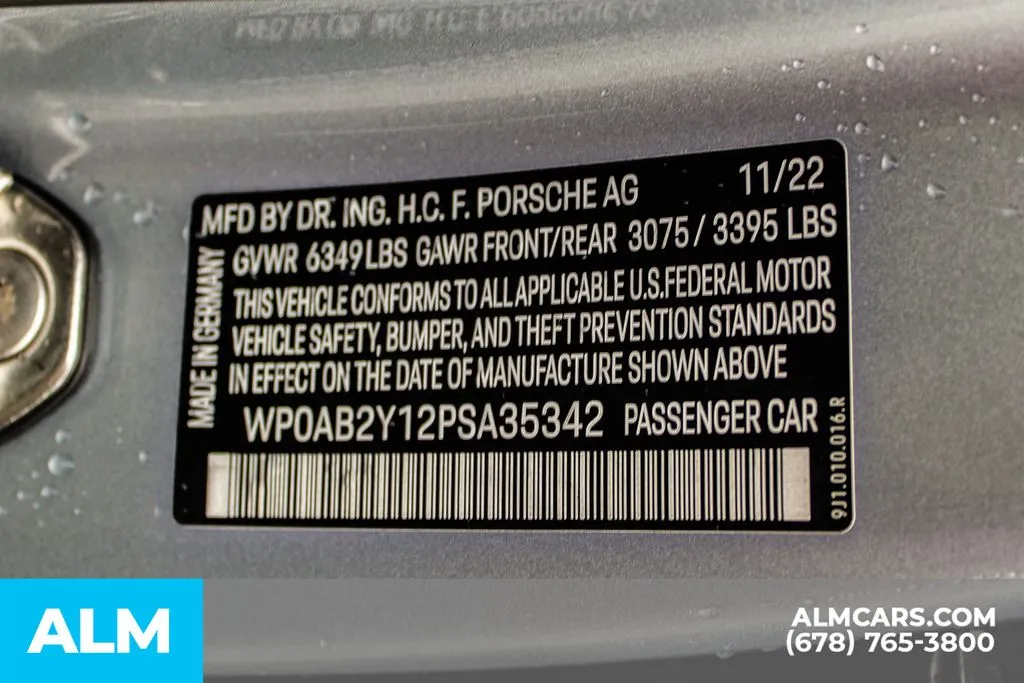 MFD BY DR. ING. H.C. F. PORSCHE AG 11/22
GVWR 6349 LBS GAWR FRONT/REAR 3075 / 3395 LBS
THIS VEHICLE CONFORMS TO ALL APPLICABLE U.S. FEDERAL MOTOR
VEHICLE SAFETY, BUMPER, AND THEFT PREVENTION STANDARDS
IN EFFECT ON THE DATE OF MANUFACTURE SHOWN ABOVE
WP0AB2Y12PSA35342 PASSENGER CAR
MADE IN GERMANY
9J1.010.016.R
ALM
ALMCARS.COM
(678) 765-3800